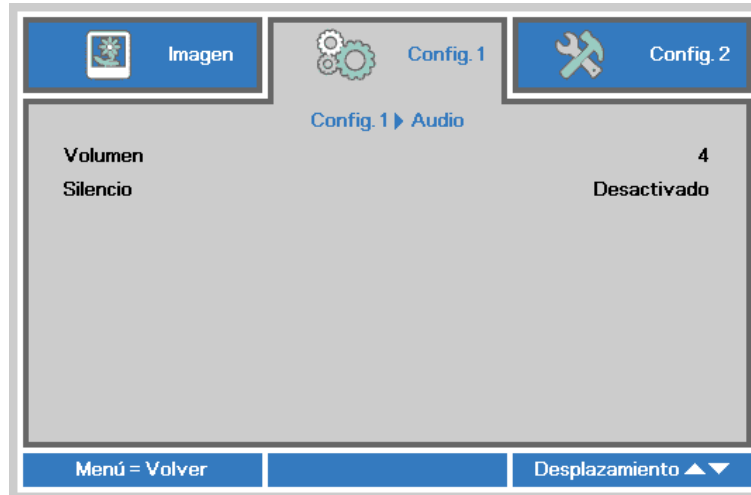 Imagen
Config. 1
Config. 2
Config. 1 Audio
Volumen 4
Silencio Desactivado
Menú = Volver
Desplazamiento